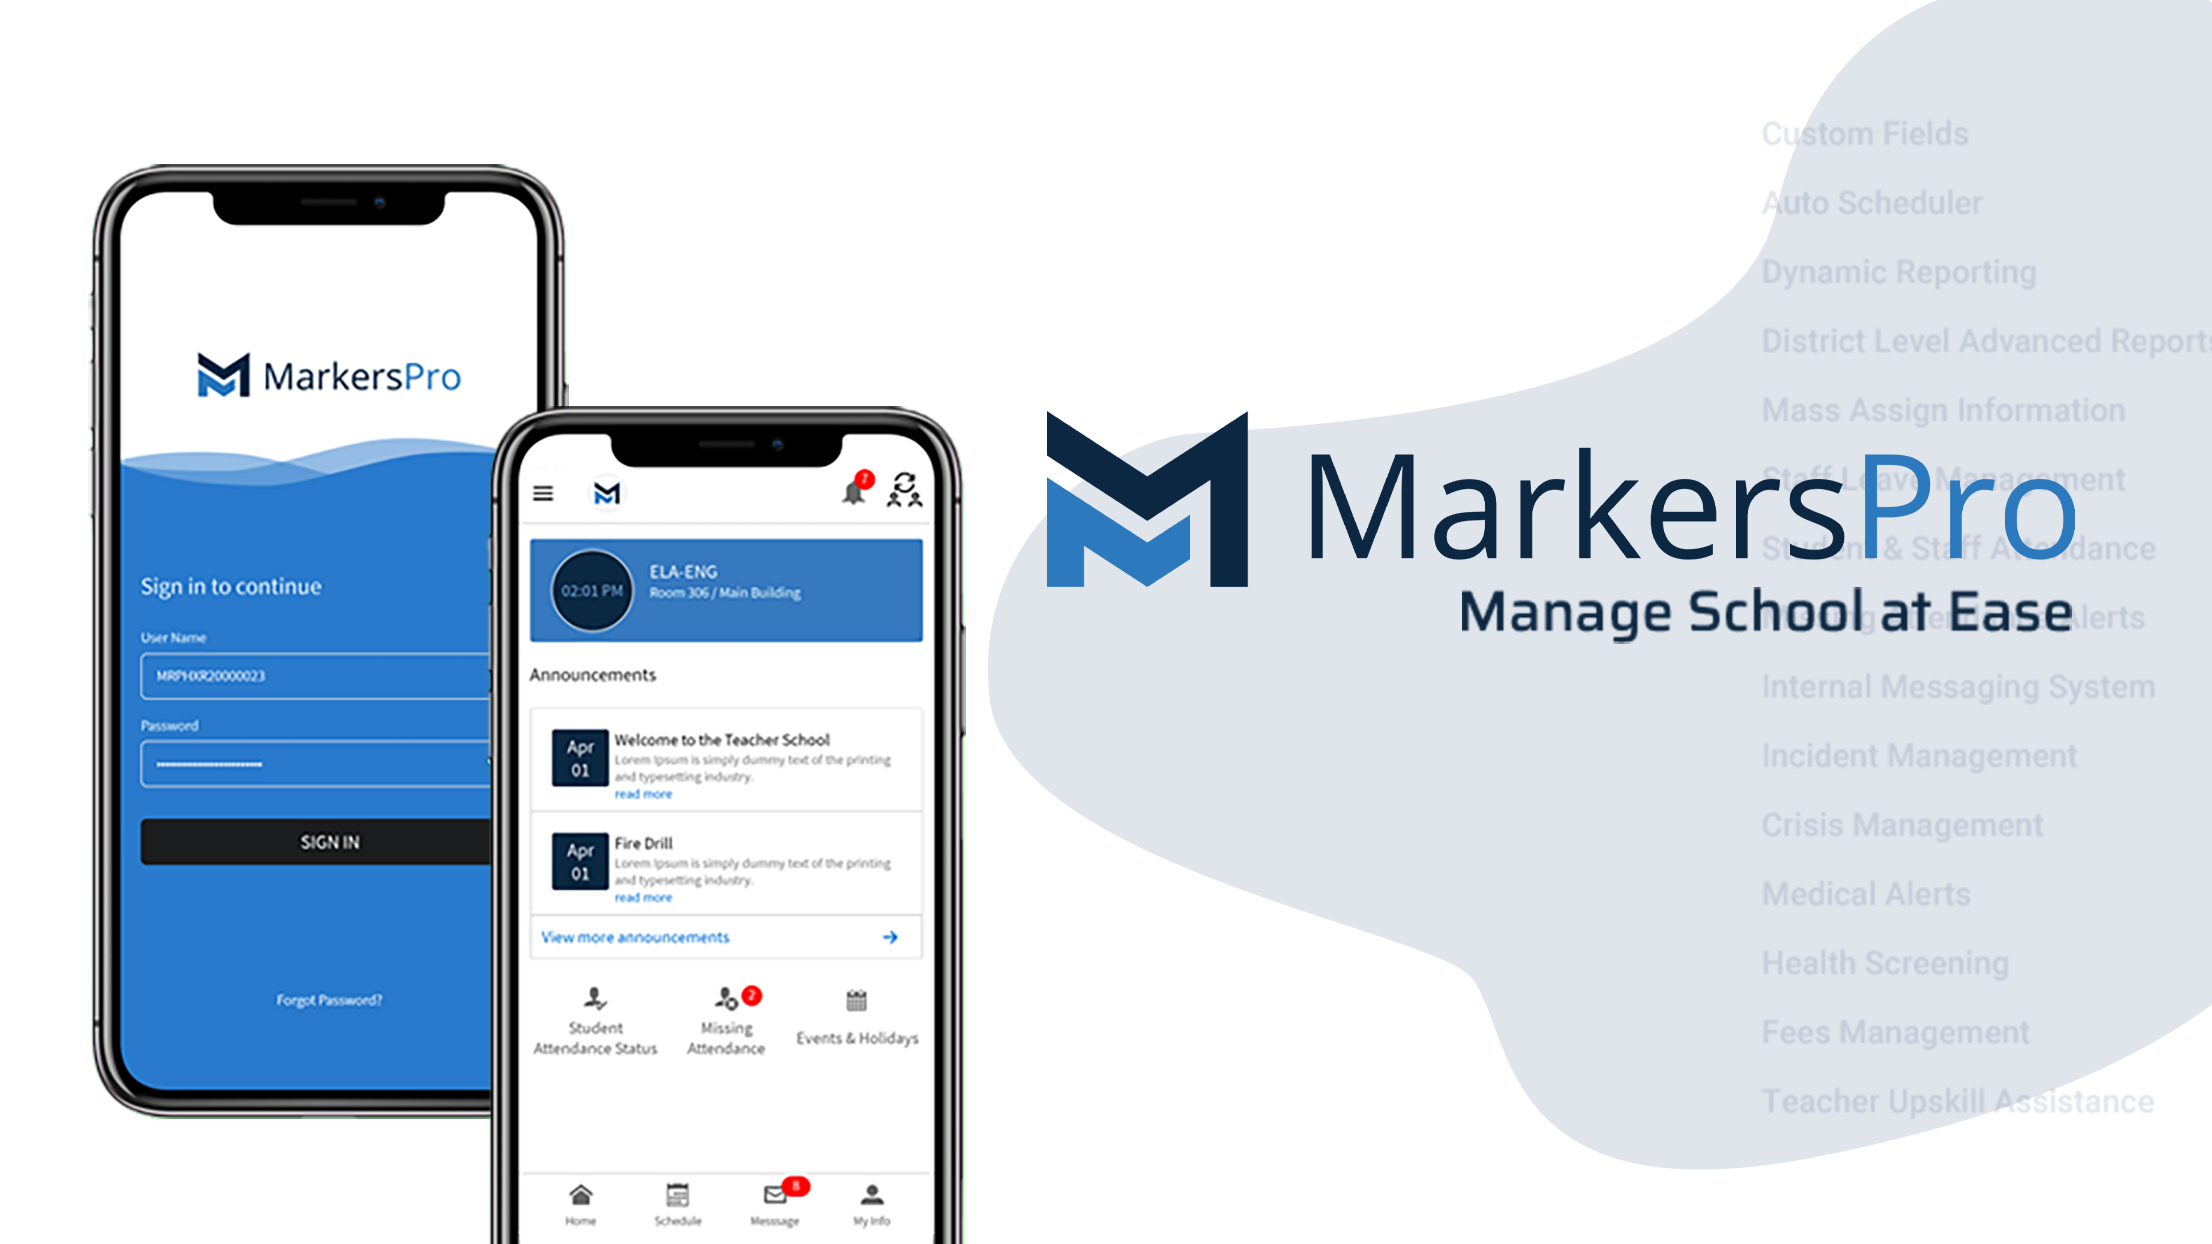 MarkersPro
Sign in to continue
User Name
MRPHXR20000023
Password
SIGN IN
Forgot Password?
7
02:01 PM
ELA-ENG
Room 306 / Main Building
Announcements
Apr
01
Welcome to the Teacher School
Lorem Ipsum is simply dummy text of the printing
and typesetting industry.
read more
Apr
01
Fire Drill
Lorem Ipsum is simply dummy text of the printing
and typesetting industry.
read more
View more announcements
Student
Attendance Status
2
Missing
Attendance
Events & Holidays
8
Home
Schedule
Messsage
My Info
MarkersPro
Manage School at Ease
Custom Fields
Auto Scheduler
Dynamic Reporting
District Level Advanced Reports
Mass Assign Information
Staff Leave Management
Student & Staff Attendance
Missing Attendance Alerts
Internal Messaging System
Incident Management
Crisis Management
Medical Alerts
Health Screening
Fees Management
Teacher Upskill Assistance